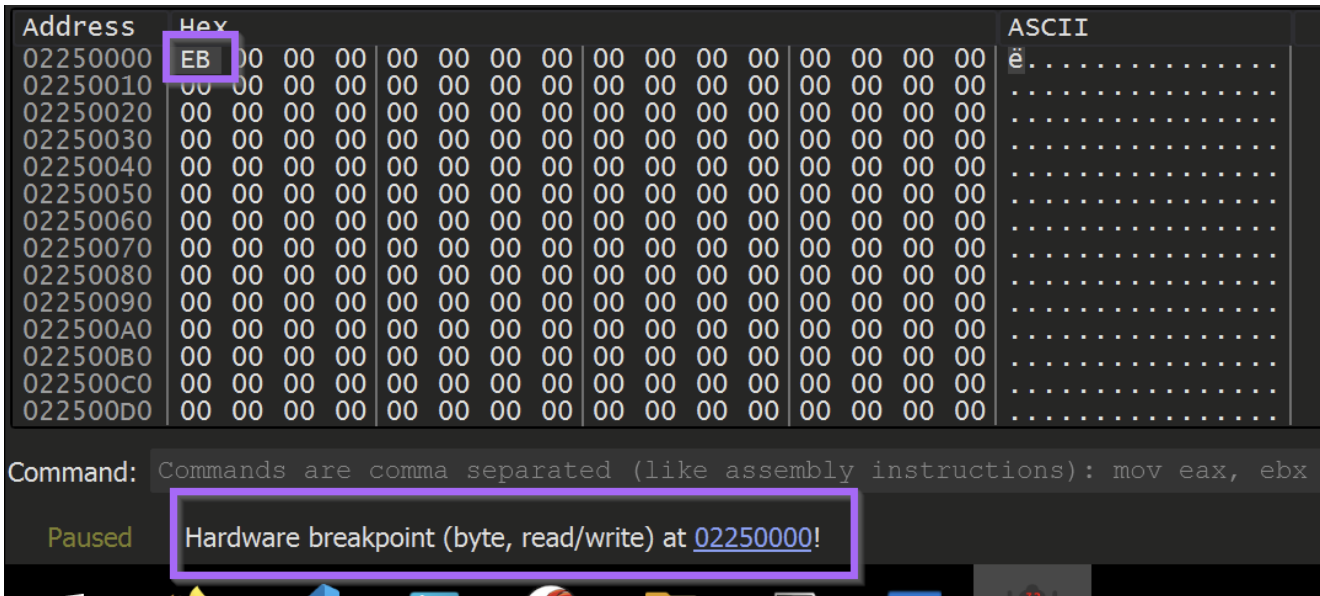 Address Hex ASCII
02250000 EB 00 00 00 00 00 00 00 00 00 00 00 00 00 00 00 ë...............
02250010 00 00 00 00 00 00 00 00 00 00 00 00 00 00 00 00 ................
02250020 00 00 00 00 00 00 00 00 00 00 00 00 00 00 00 00 ................
02250030 00 00 00 00 00 00 00 00 00 00 00 00 00 00 00 00 ................
02250040 00 00 00 00 00 00 00 00 00 00 00 00 00 00 00 00 ................
02250050 00 00 00 00 00 00 00 00 00 00 00 00 00 00 00 00 ................
02250060 00 00 00 00 00 00 00 00 00 00 00 00 00 00 00 00 ................
02250070 00 00 00 00 00 00 00 00 00 00 00 00 00 00 00 00 ................
02250080 00 00 00 00 00 00 00 00 00 00 00 00 00 00 00 00 ................
02250090 00 00 00 00 00 00 00 00 00 00 00 00 00 00 00 00 ................
022500A0 00 00 00 00 00 00 00 00 00 00 00 00 00 00 00 00 ................
022500B0 00 00 00 00 00 00 00 00 00 00 00 00 00 00 00 00 ................
022500C0 00 00 00 00 00 00 00 00 00 00 00 00 00 00 00 00 ................
022500D0 00 00 00 00 00 00 00 00 00 00 00 00 00 00 00 00 ................
Command: Commands are comma separated (like assembly instructions): mov eax, ebx
Paused Hardware breakpoint (byte, read/write) at 02250000!